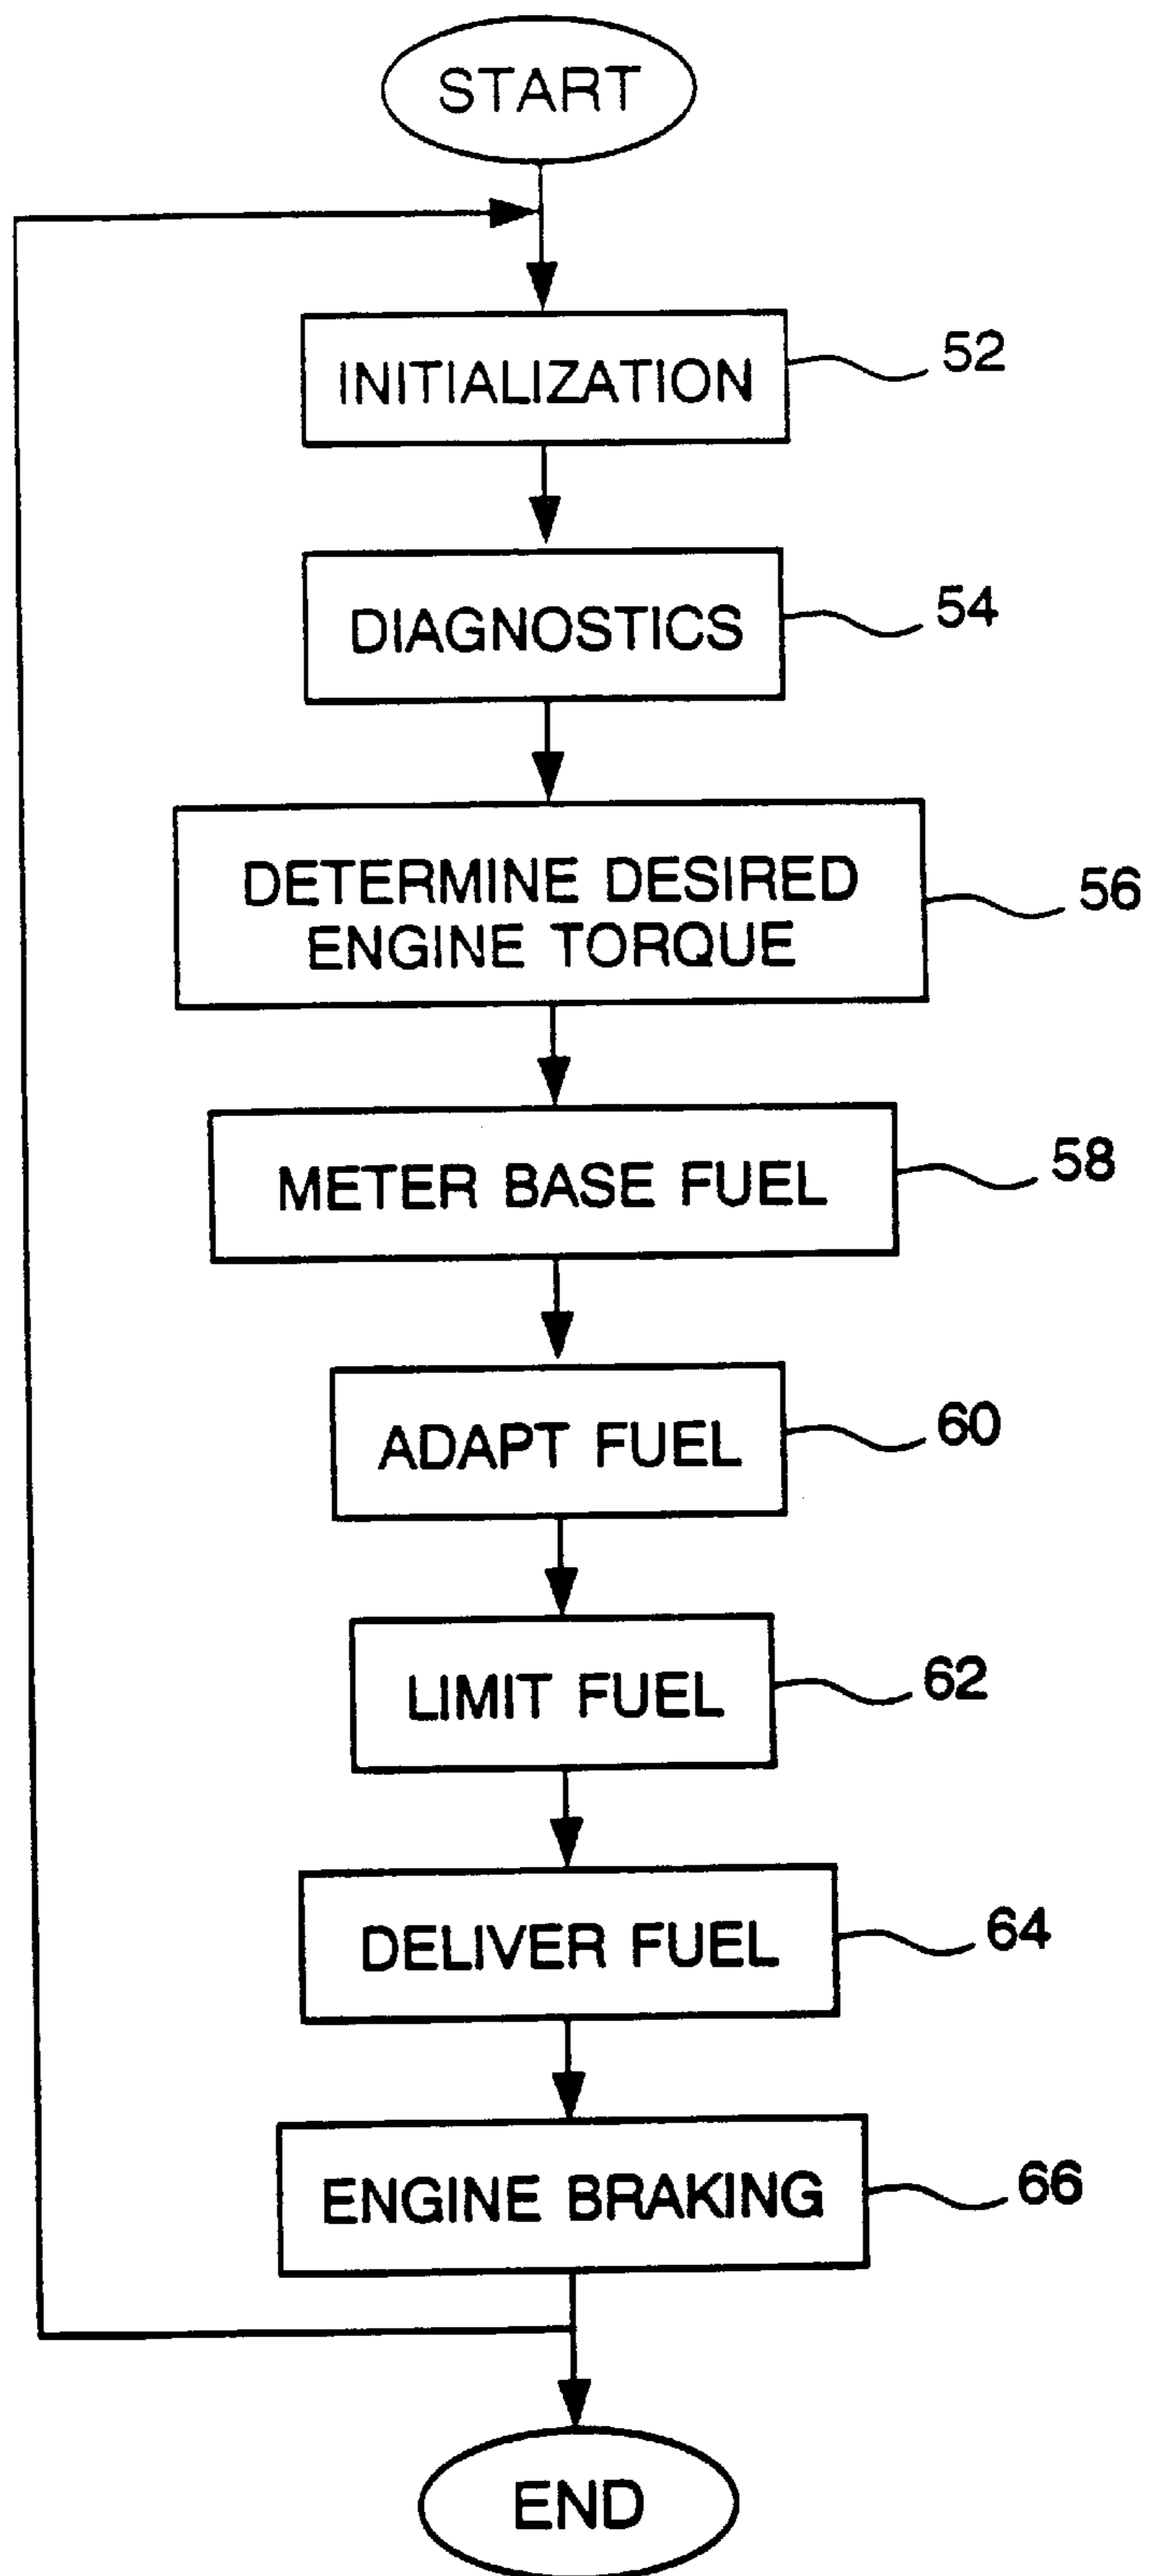 START
INITIALIZATION
52
DIAGNOSTICS
54
DETERMINE DESIRED
ENGINE TORQUE
56
METER BASE FUEL
58
ADAPT FUEL
60
LIMIT FUEL
62
DELIVER FUEL
64
ENGINE BRAKING
66
END